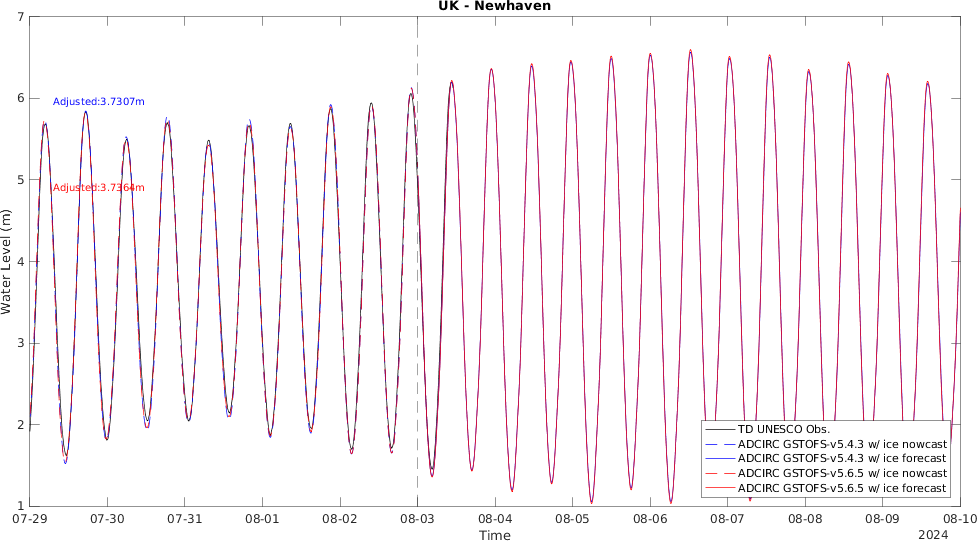 UK - Newhaven
7
6
5
4
3
2
1
Water Level (m)
Adjusted:3.7307m
Adjusted:3.7364m
TD UNESCO Obs.
ADCIRC GSTOFS-v5.4.3 w/ ice nowcast
ADCIRC GSTOFS-v5.4.3 w/ ice forecast
ADCIRC GSTOFS-v5.6.5 w/ ice nowcast
ADCIRC GSTOFS-v5.6.5 w/ ice forecast
07-29 07-30 07-31 08-01 08-02 08-03 08-04 08-05 08-06 08-07 08-08 08-09 08-10
Time
2024